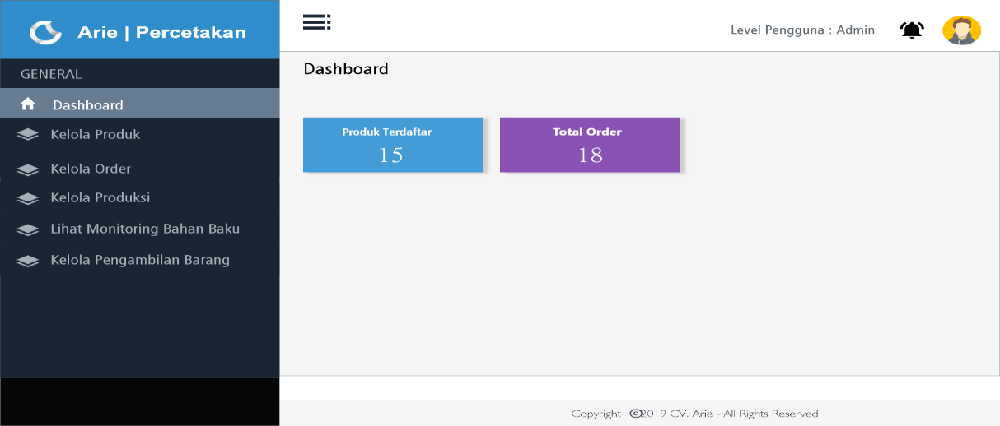 Arie | Percetakan
Level Pengguna : Admin
GENERAL
Dashboard
Kelola Produk
Kelola Order
Kelola Produksi
Lihat Monitoring Bahan Baku
Kelola Pengambilan Barang
Dashboard
Produk Terdaftar
15
Total Order
18
Copyright ©2019 CV. Arie - All Rights Reserved